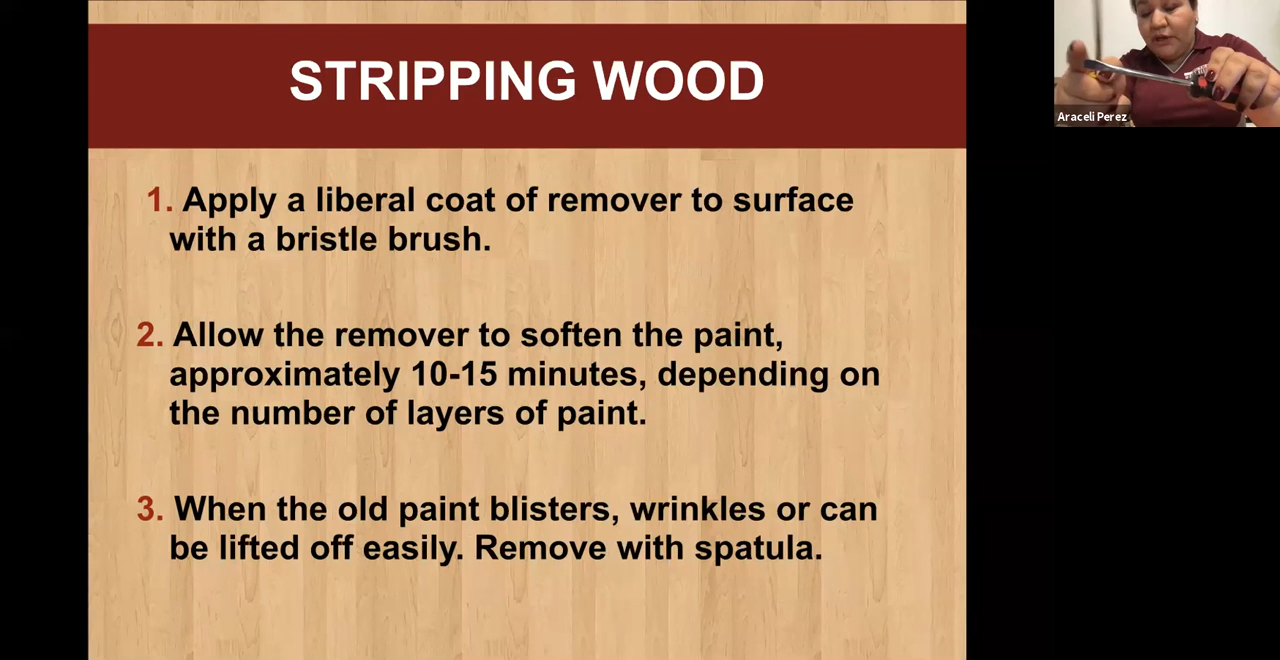 STRIPPING WOOD
Araceli Perez
1. Apply a liberal coat of remover to surface
with a bristle brush.
2. Allow the remover to soften the paint,
approximately 10-15 minutes, depending on
the number of layers of paint.
3. When the old paint blisters, wrinkles or can
be lifted off easily. Remove with spatula.